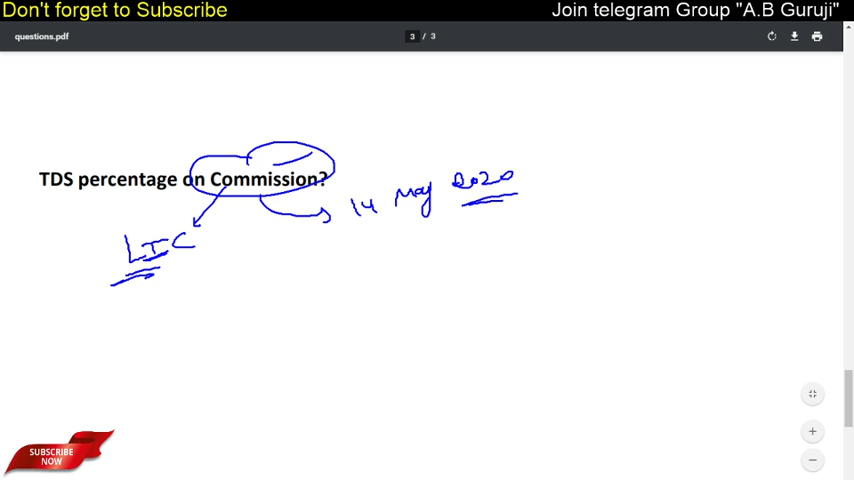 Don't forget to Subscribe
Join telegram Group "A.B Guruji"
questions.pdf
3 / 3
TDS percentage on Commission?
14 May 2020
LIC
SUBSCRIBE
NOW